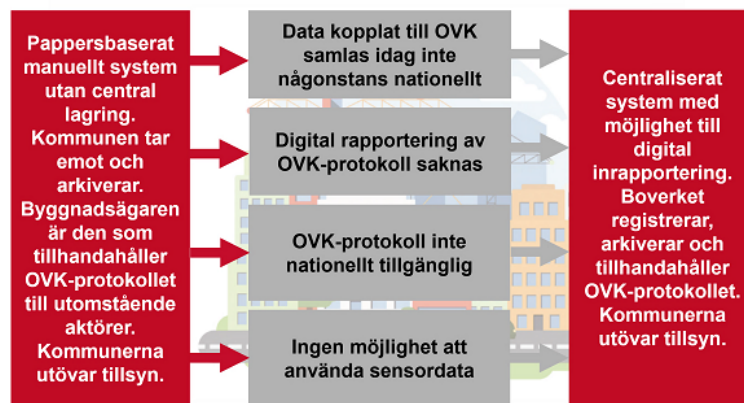 Pappersbaserat
manuellt system
utan central
lagring.
Kommunen tar
emot och
arkiverar.
Byggnadsägaren
är den som
tillhandahåller
OVK-protokollet
till utomstående
aktörer.
Kommunerna
utövar tillsyn.
Data kopplat till OVK
samlas idag inte
någonstans nationellt
Digital rapportering av
OVK-protokoll saknas
OVK-protokoll inte
nationellt tillgänglig
Ingen möjlighet att
använda sensordata
Centraliserat
system med
möjlighet till
digital
inrapportering.
Boverket
registrerar,
arkiverar och
tillhandahåller
OVK-protokollet.
Kommunerna
utövar tillsyn.